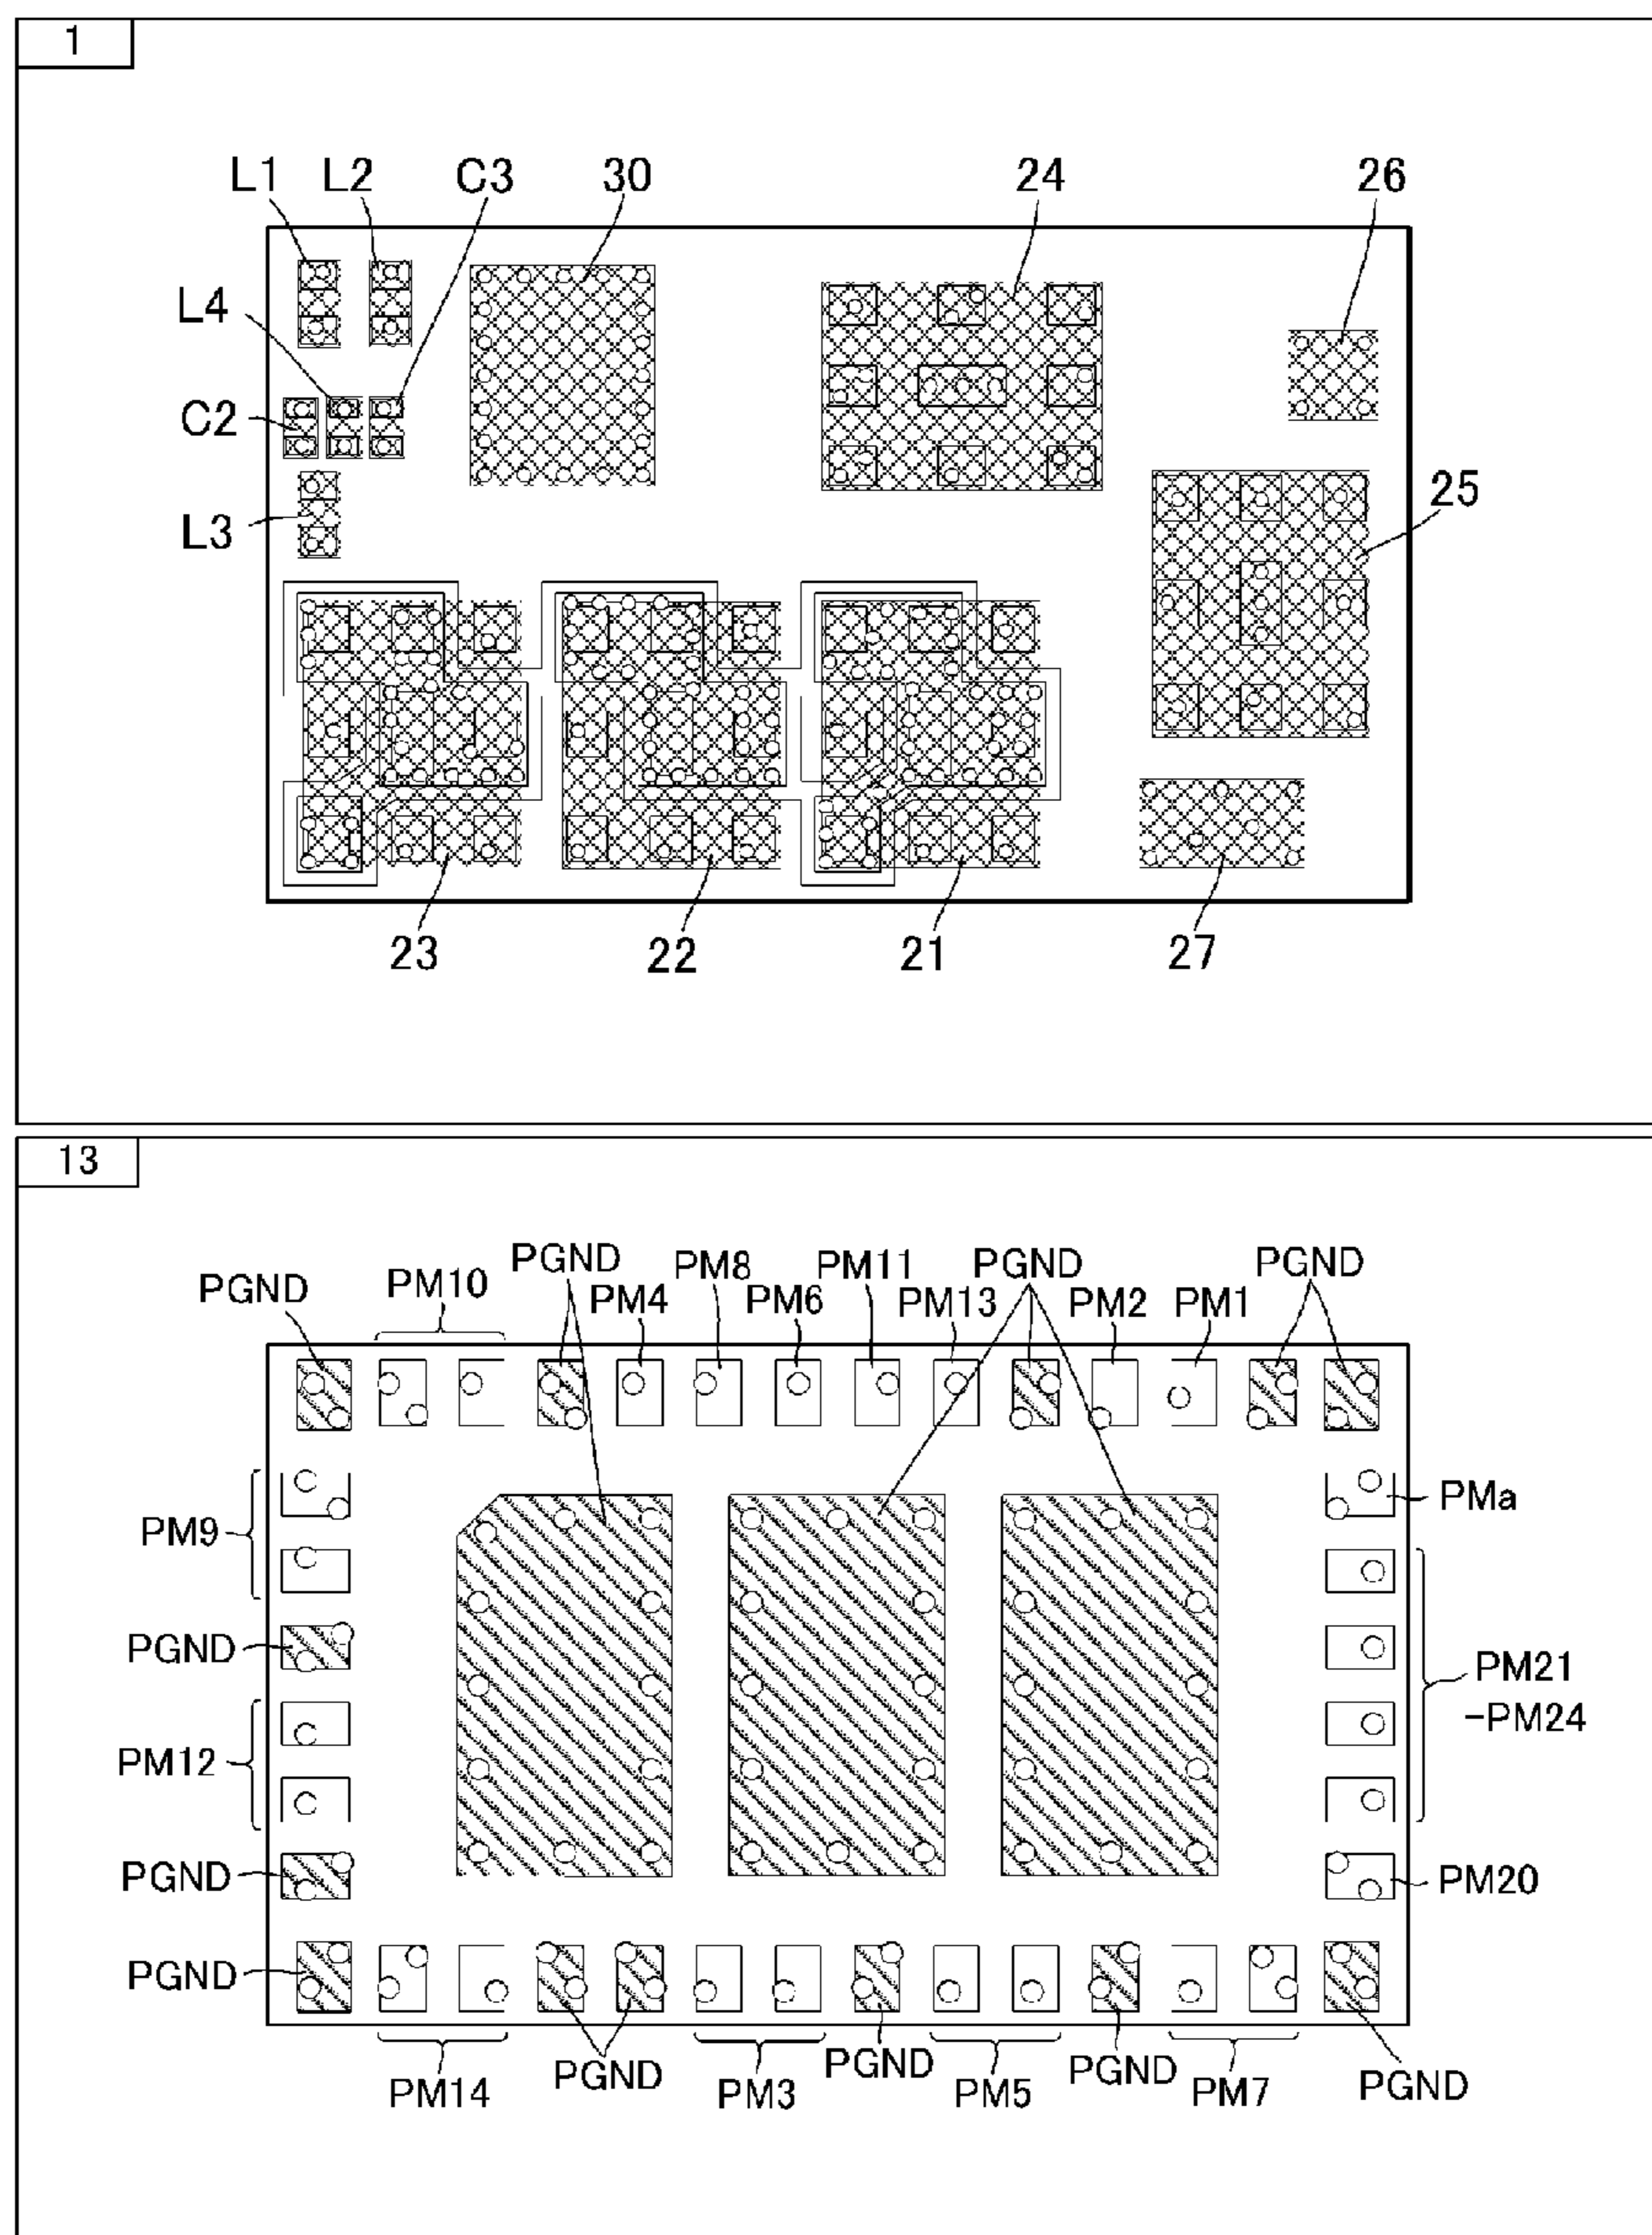 1
L1 L2 C3 30 24 26
L4
C2
25
L3
23 22 21 27
13
PGND PM8 PM11 PGND PGND
PGND PM10 PM4 PM6 PM13 PM2 PM1
PMa
PM9
PGND
PM21
-PM24
PM12
PGND
PM20
PGND
PGND PGND PGND
PM14 PM3 PM5 PM7 PGND